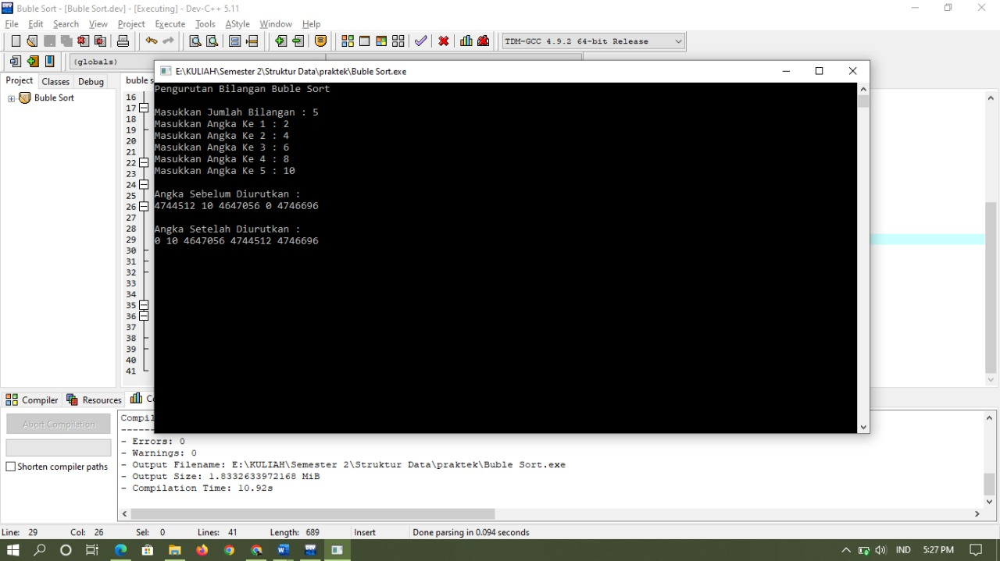 Buble Sort - [Buble Sort.dev] - [Executing] - Dev-C++ 5.11
File Edit Search View Project Execute Tools AStyle Window Help
TDM-GCC 4.9.2 64-bit Release
(globals)
Project Classes Debug
buble s
Buble Sort
16
17
18
19
20
21
22
23
24
25
26
27
28
29
30
31
32
33
34
35
36
37
38
39
40
41
E:\KULIAH\Semester 2\Struktur Data\praktek\Buble Sort.exe
Pengurutan Bilangan Buble Sort
Masukkan Jumlah Bilangan : 5
Masukkan Angka Ke 1 : 2
Masukkan Angka Ke 2 : 4
Masukkan Angka Ke 3 : 6
Masukkan Angka Ke 4 : 8
Masukkan Angka Ke 5 : 10
Angka Sebelum Diurutkan :
4744512 10 4647056 0 4746696
Angka Setelah Diurutkan :
0 10 4647056 4744512 4746696
Compiler Resources Co
Abort Compilation
Shorten compiler paths
Compil
--------
- Errors: 0
- Warnings: 0
- Output Filename: E:\KULIAH\Semester 2\Struktur Data\praktek\Buble Sort.exe
- Output Size: 1.8332633972168 MiB
- Compilation Time: 10.92s
Line: 29 Col: 26 Sel: 0 Lines: 41 Length: 689 Insert Done parsing in 0.094 seconds
IND 5:27 PM